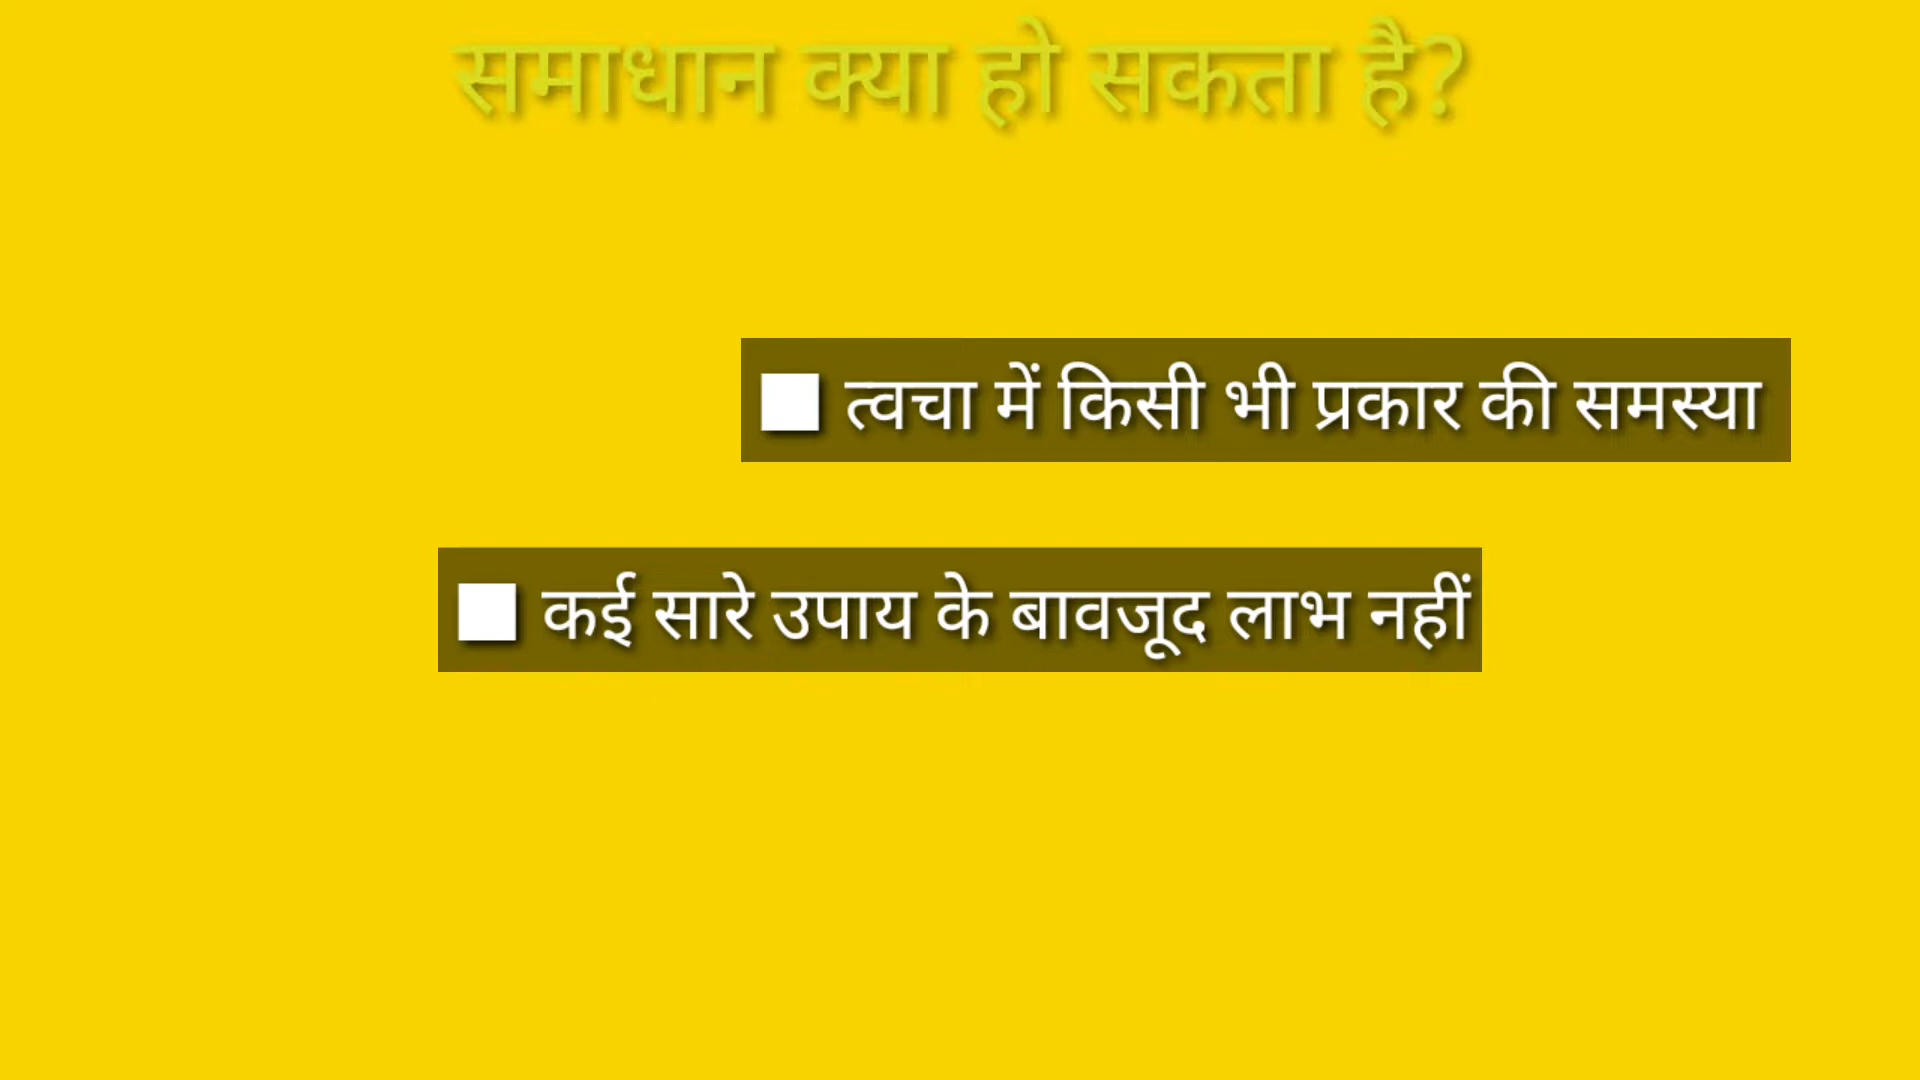 समाधान क्या हो सकता है?
■ त्वचा में किसी भी प्रकार की समस्या
■ कई सारे उपाय के बावजूद लाभ नहीं